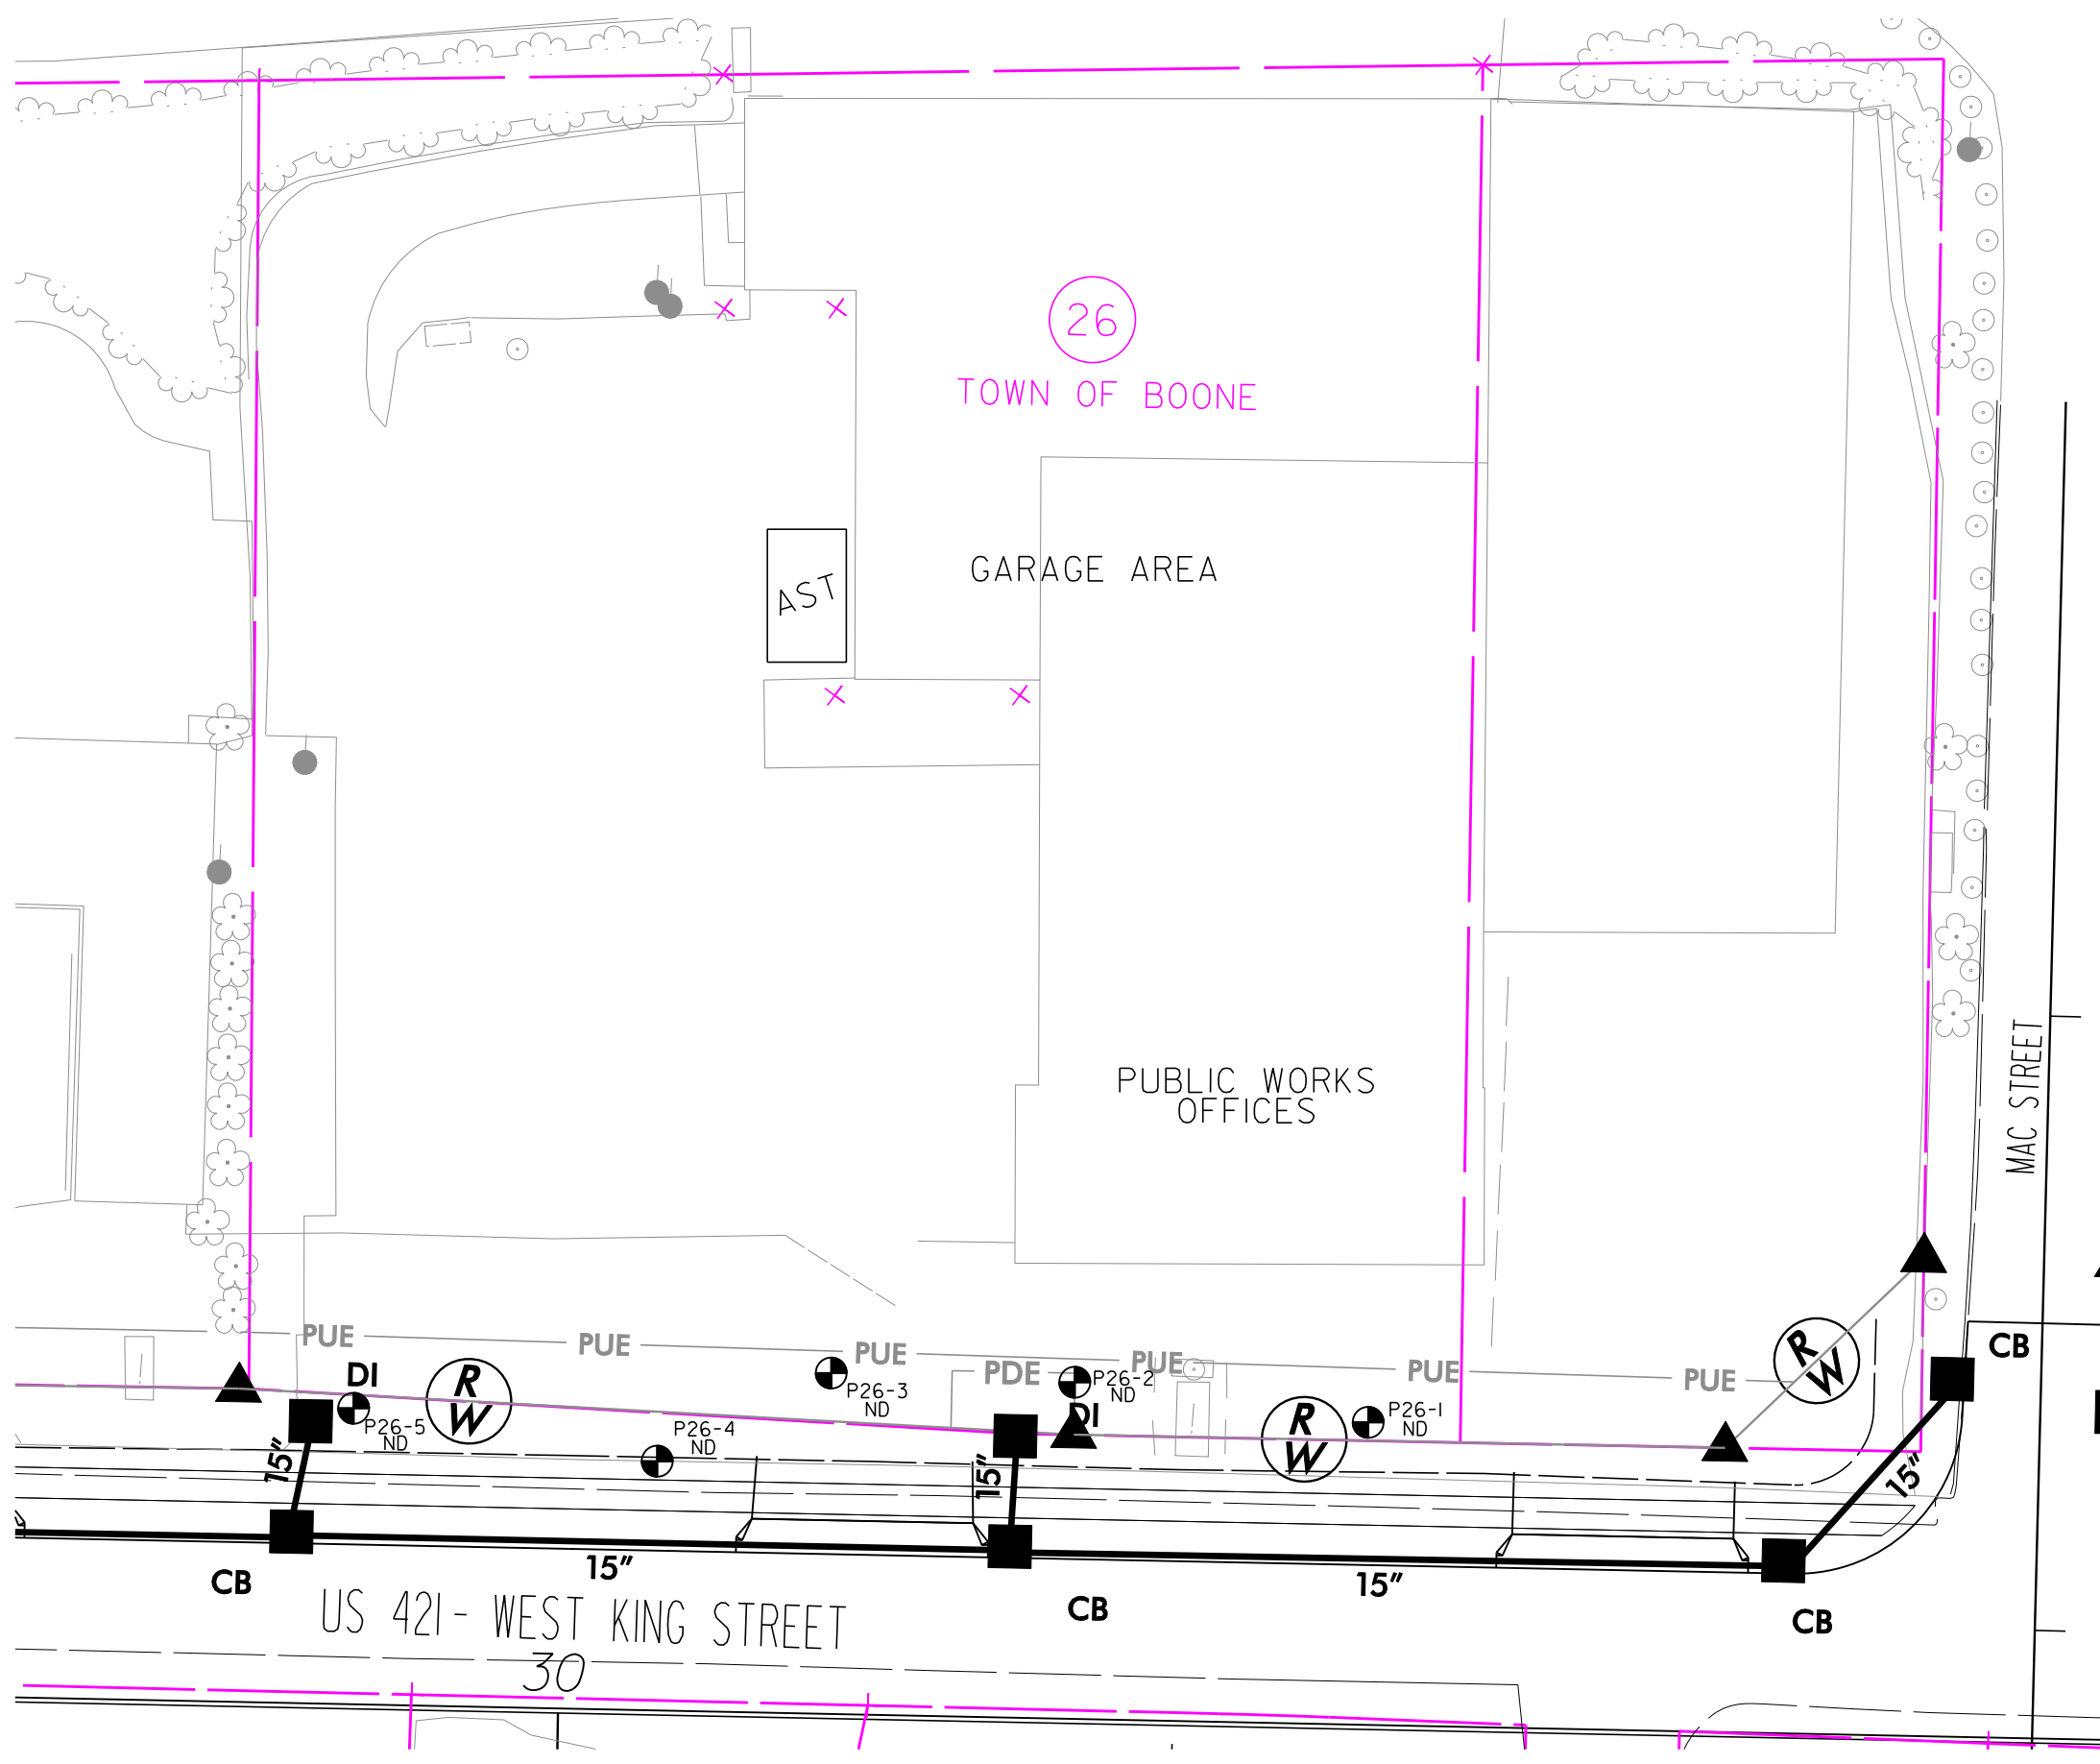 26
TOWN OF BOONE
GARAGE AREA
AST
PUBLIC WORKS
OFFICES
MAC STREET
PUE
PUE
PUE
PUE
PUE
PUE
PDE
DI
DI
CB
R
W
R
W
R
W
P26-3
ND
P26-2
ND
P26-1
ND
P26-5
ND
P26-4
ND
15"
15"
15"
15"
15"
CB
CB
CB
US 421- WEST KING STREET
30